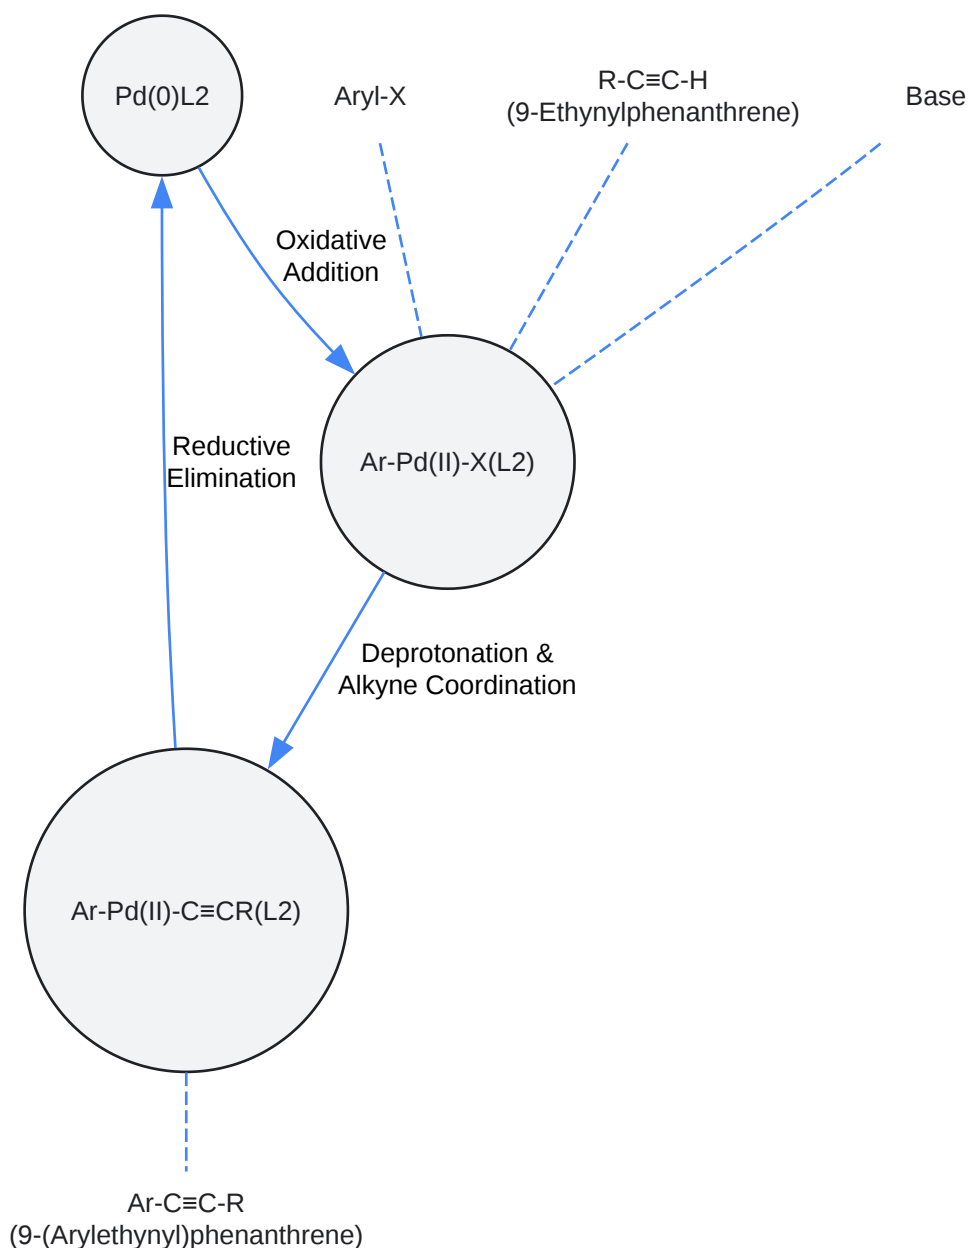 Pd(0)L2
Aryl-X
R-C≡C-H
(9-Ethynylphenanthrene)
Base
Oxidative
Addition
Reductive
Elimination
Ar-Pd(II)-X(L2)
Deprotonation &
Alkyne Coordination
Ar-Pd(II)-C≡CR(L2)
Ar-C≡C-R
(9-(Arylethynyl)phenanthrene)